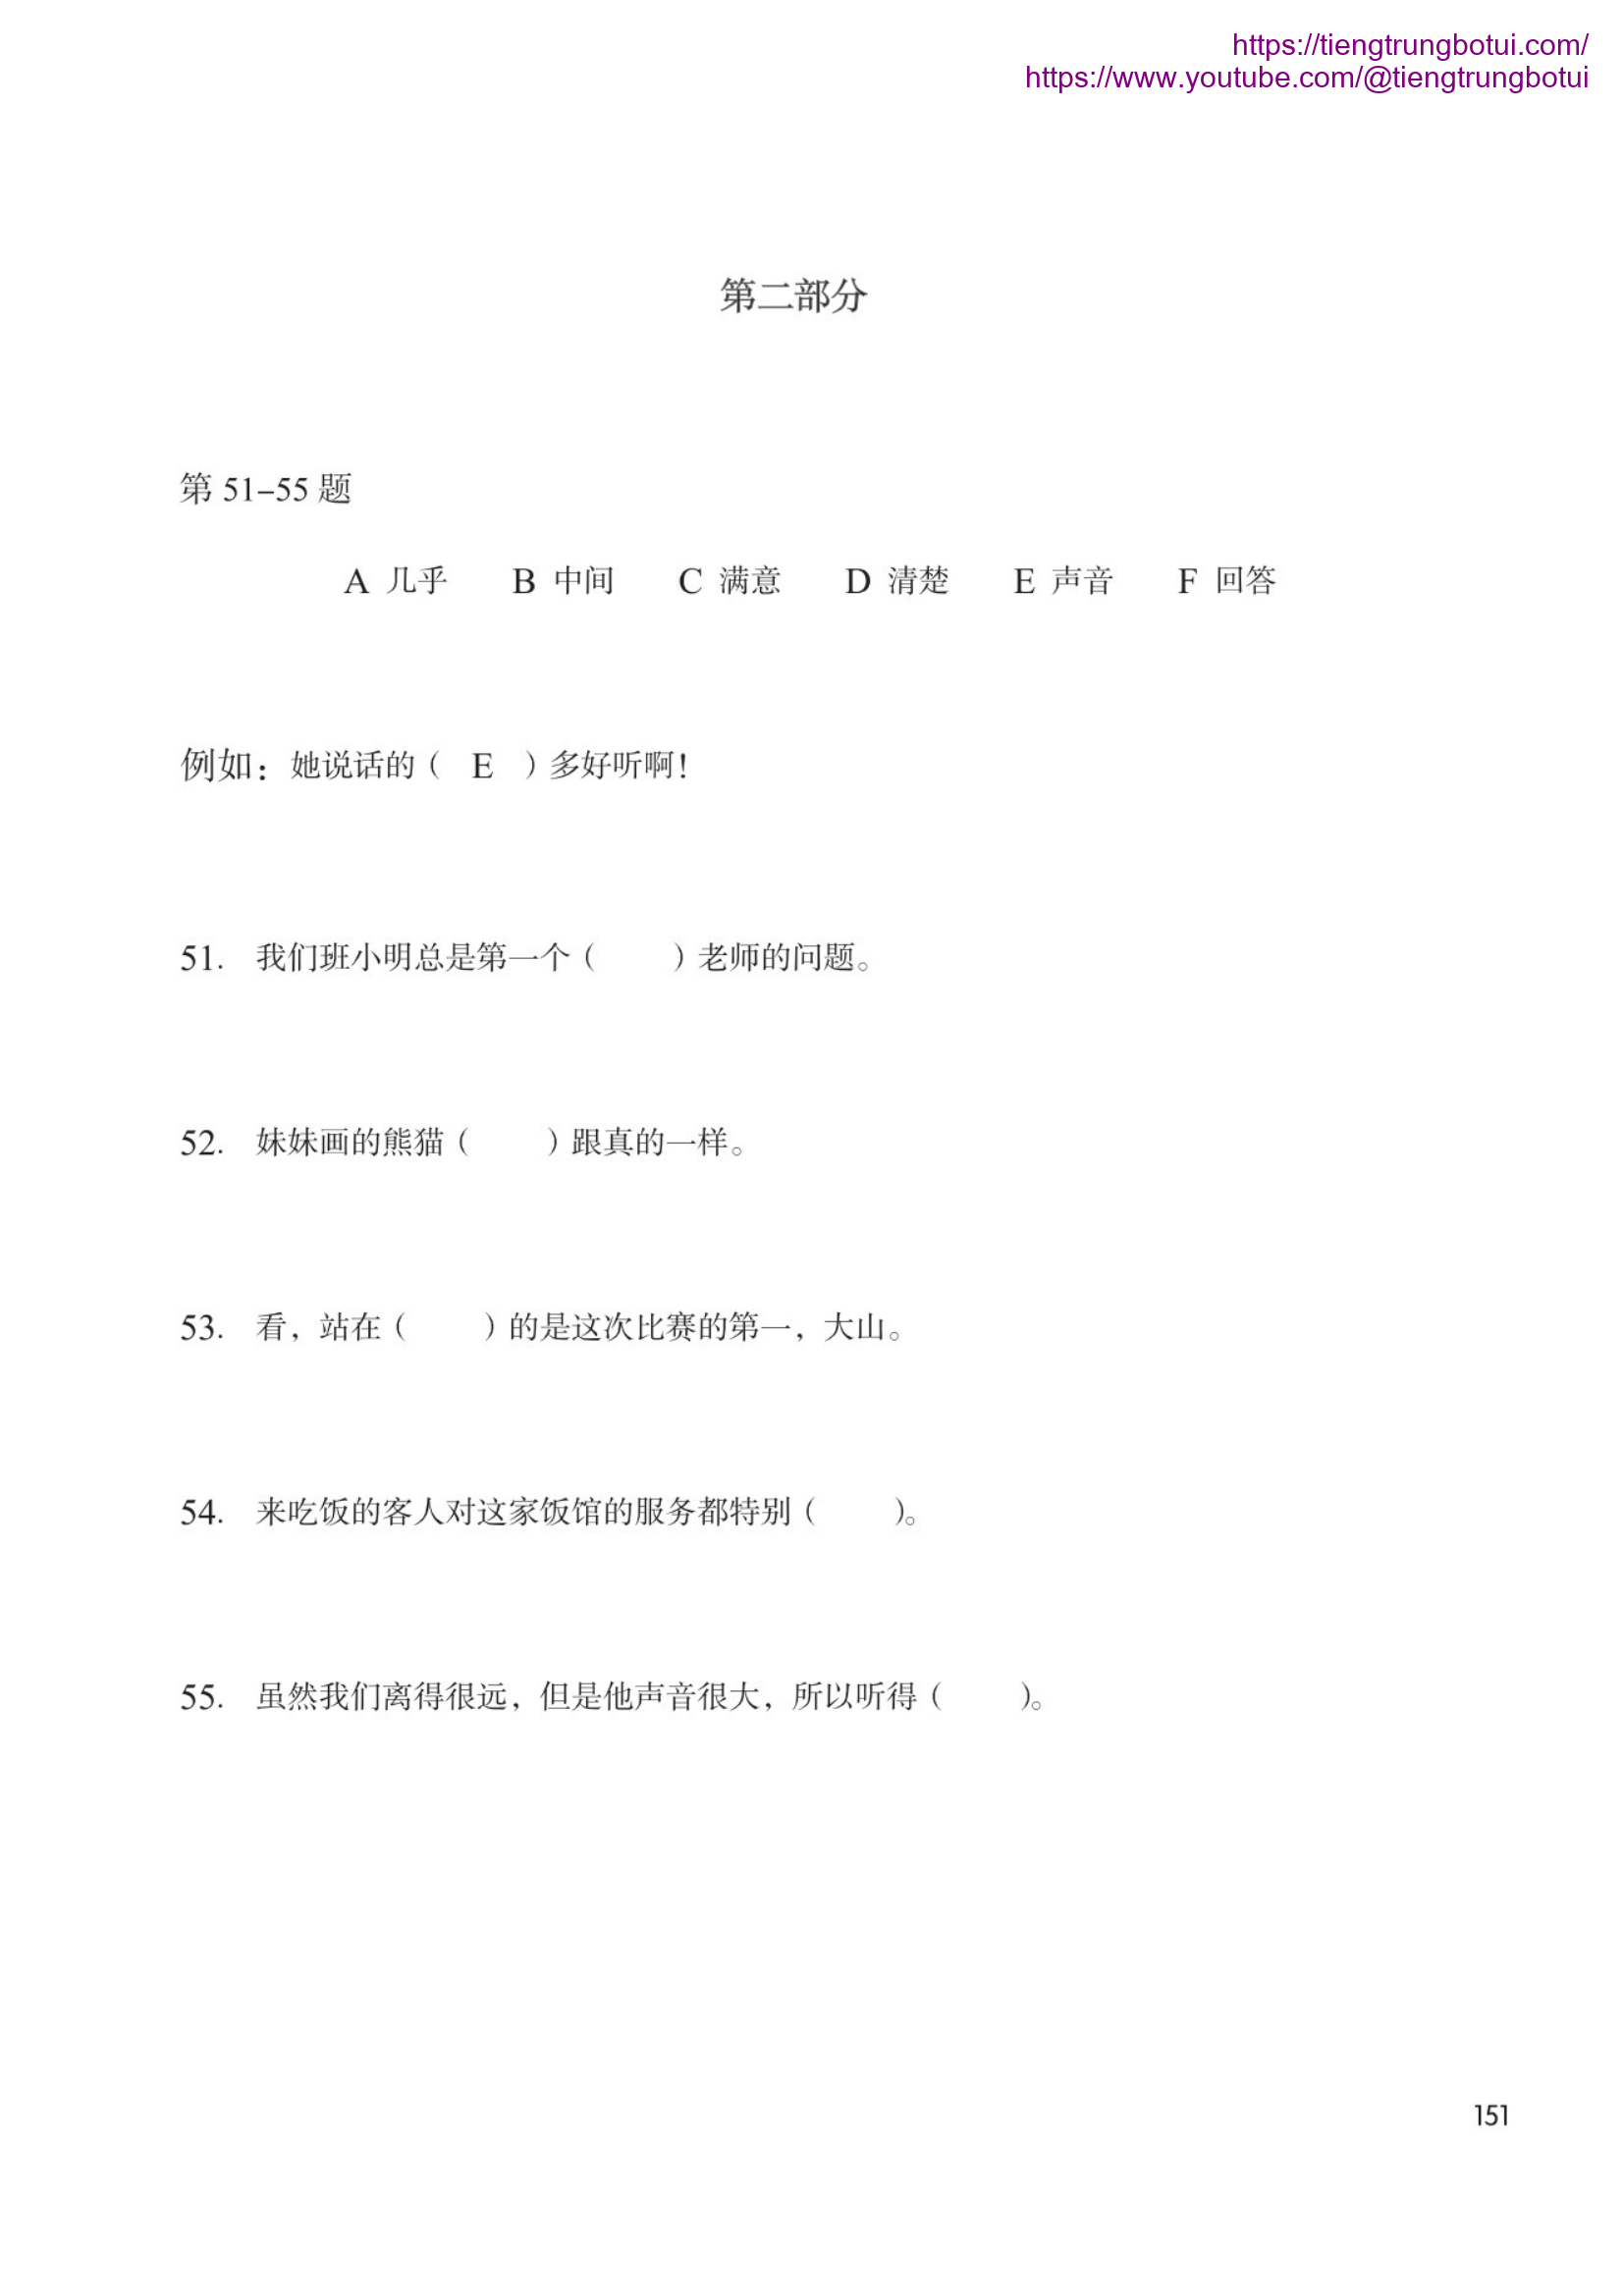 https://tiengtrungbotui.com/
https://www.youtube.com/@tiengtrungbotui
第二部分
第 51–55 题
A 几乎 B 中间 C 满意 D 清楚 E 声音 F 回答
例如：她说话的（ E ）多好听啊！
51. 我们班小明总是第一个（ ）老师的问题。
52. 妹妹画的熊猫（ ）跟真的一样。
53. 看，站在（ ）的是这次比赛的第一，大山。
54. 来吃饭的客人对这家饭馆的服务都特别（ ）。
55. 虽然我们离得很远，但是他声音很大，所以听得（ ）。
151